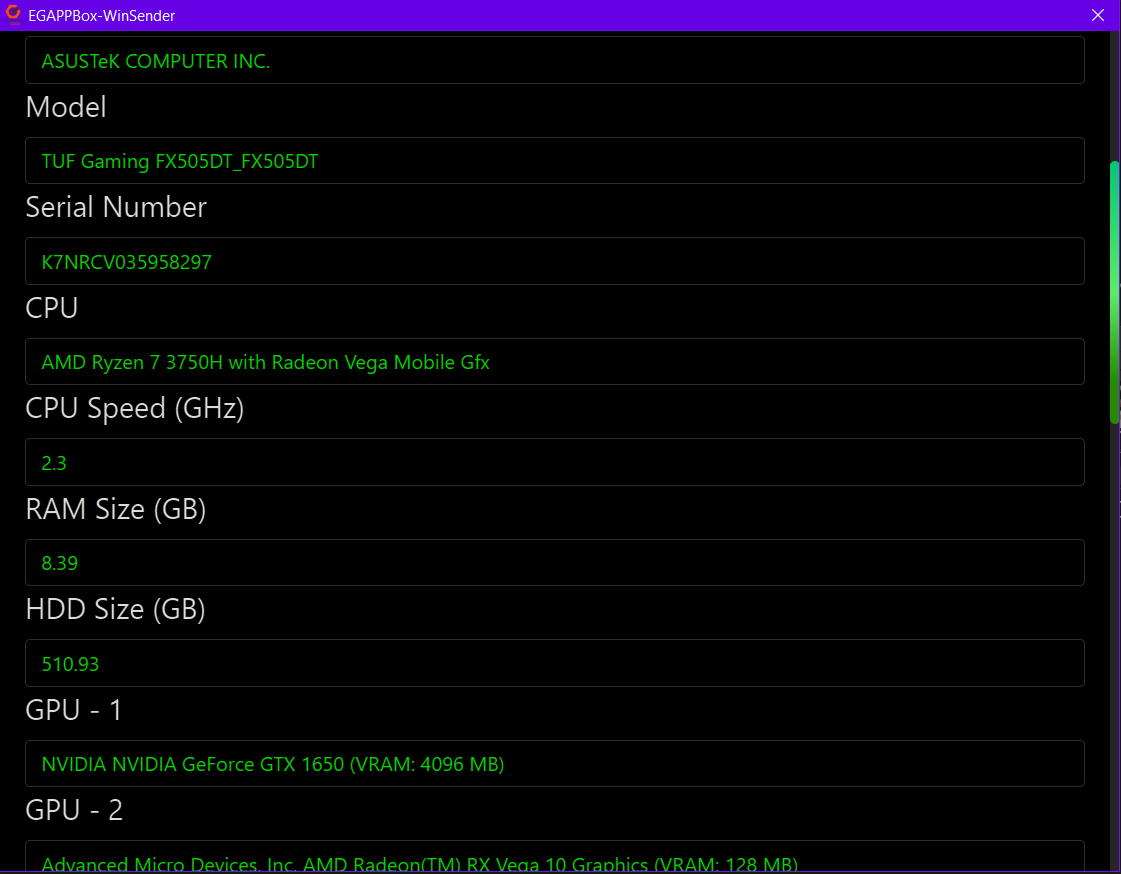 EGAPPBox-WinSender
ASUSTeK COMPUTER INC.
Model
TUF Gaming FX505DT_FX505DT
Serial Number
K7NRCV035958297
CPU
AMD Ryzen 7 3750H with Radeon Vega Mobile Gfx
CPU Speed (GHz)
2.3
RAM Size (GB)
8.39
HDD Size (GB)
510.93
GPU - 1
NVIDIA NVIDIA GeForce GTX 1650 (VRAM: 4096 MB)
GPU - 2
Advanced Micro Devices, Inc. AMD Radeon(TM) RX Vega 10 Graphics (VRAM: 128 MB)